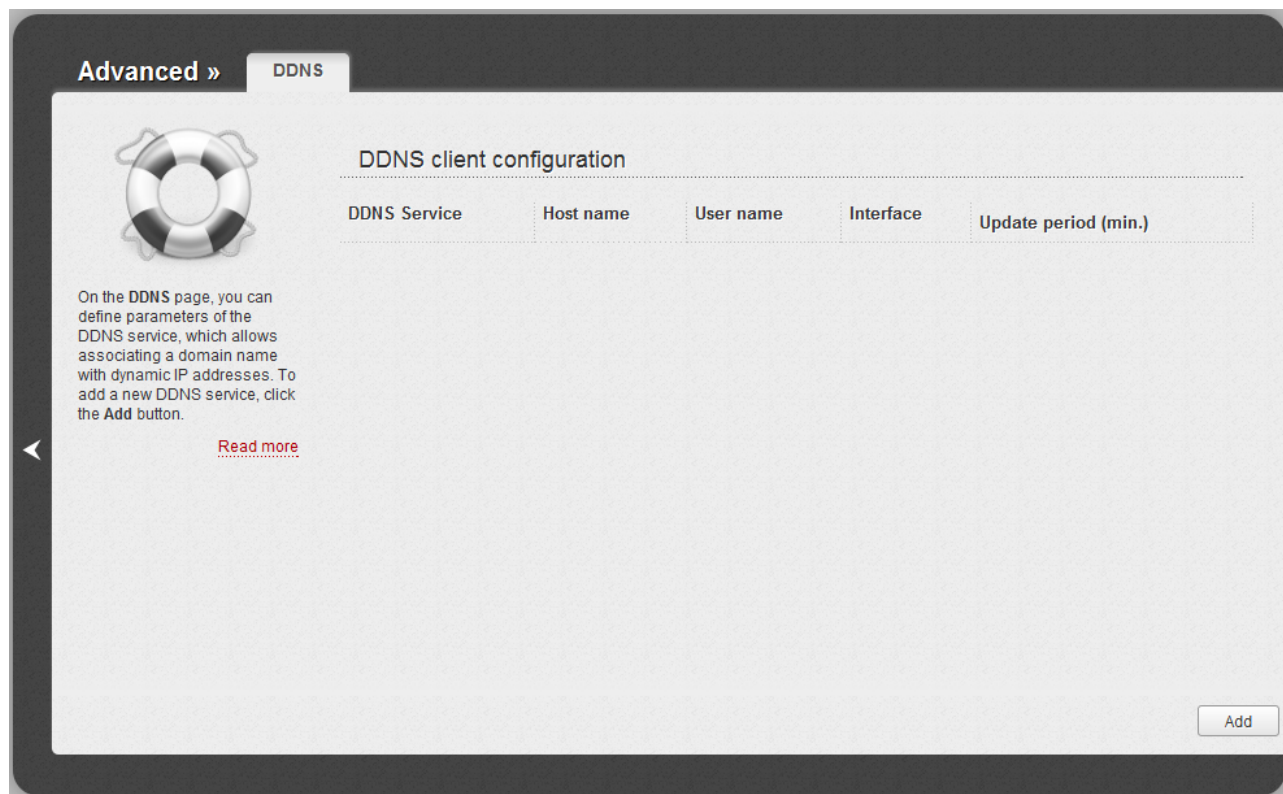 Advanced »
DDNS
DDNS client configuration
DDNS Service Host name User name Interface Update period (min.)
On the DDNS page, you can
define parameters of the
DDNS service, which allows
associating a domain name
with dynamic IP addresses. To
add a new DDNS service, click
the Add button.
Read more
Add